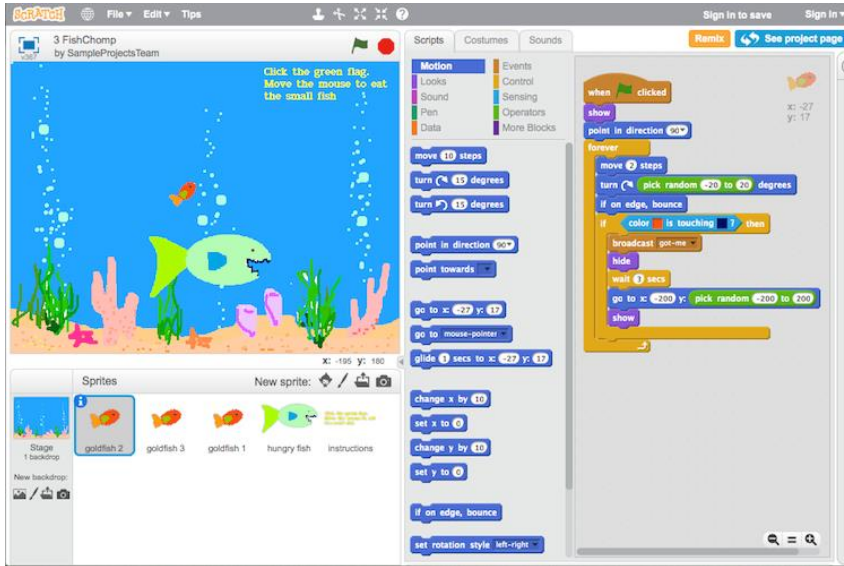 SCRATCH File▾ Edit▾ Tips Sign in to save Sign in▾
v367 3 FishChomp
by SampleProjectsTeam
Click the green flag.
Move the mouse to eat
the small fish
x: -195 y: 180
Sprites New sprite:
Stage
1 backdrop
New backdrop:
goldfish 2 goldfish 3 goldfish 1 hungry fish instructions
Scripts Costumes Sounds
Remix See project page
Motion Events
Looks Control
Sound Sensing
Pen Operators
Data More Blocks
move 10 steps
turn ↻ 15 degrees
turn ↺ 15 degrees
point in direction 90▾
point towards
go to x: -27 y: 17
go to mouse-pointer
glide 1 secs to x: -27 y: 17
change x by 10
set x to 0
change y by 10
set y to 0
if on edge, bounce
set rotation style left-right
when clicked
show
point in direction 90▾
forever
move 2 steps
turn ↻ pick random -20 to 20 degrees
if on edge, bounce
if color is touching ? then
broadcast got-me
hide
wait 1 secs
go to x: -200 y: pick random -200 to 200
show
x: -27
y: 17